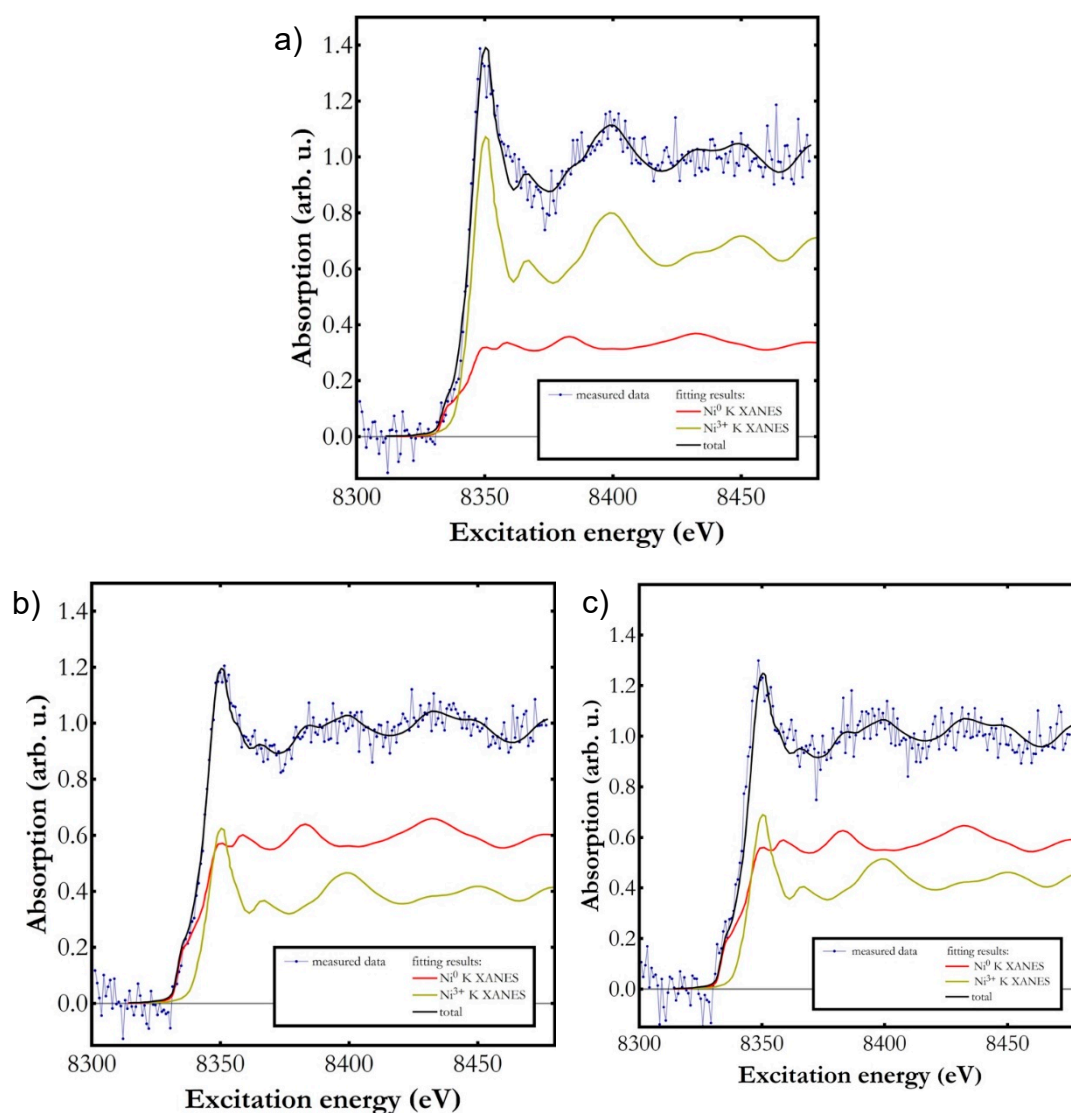 a)
1.4
1.2
1.0
0.8
0.6
0.4
0.2
0.0
Absorption (arb. u.)
measured data
fitting results:
Ni⁰ K XANES
Ni³⁺ K XANES
total
8300 8350 8400 8450
Excitation energy (eV)
b)
1.4
1.2
1.0
0.8
0.6
0.4
0.2
0.0
Absorption (arb. u.)
measured data
fitting results:
Ni⁰ K XANES
Ni³⁺ K XANES
total
8300 8350 8400 8450
Excitation energy (eV)
c)
1.4
1.2
1.0
0.8
0.6
0.4
0.2
0.0
Absorption (arb. u.)
measured data
fitting results:
Ni⁰ K XANES
Ni³⁺ K XANES
total
8300 8350 8400 8450
Excitation energy (eV)